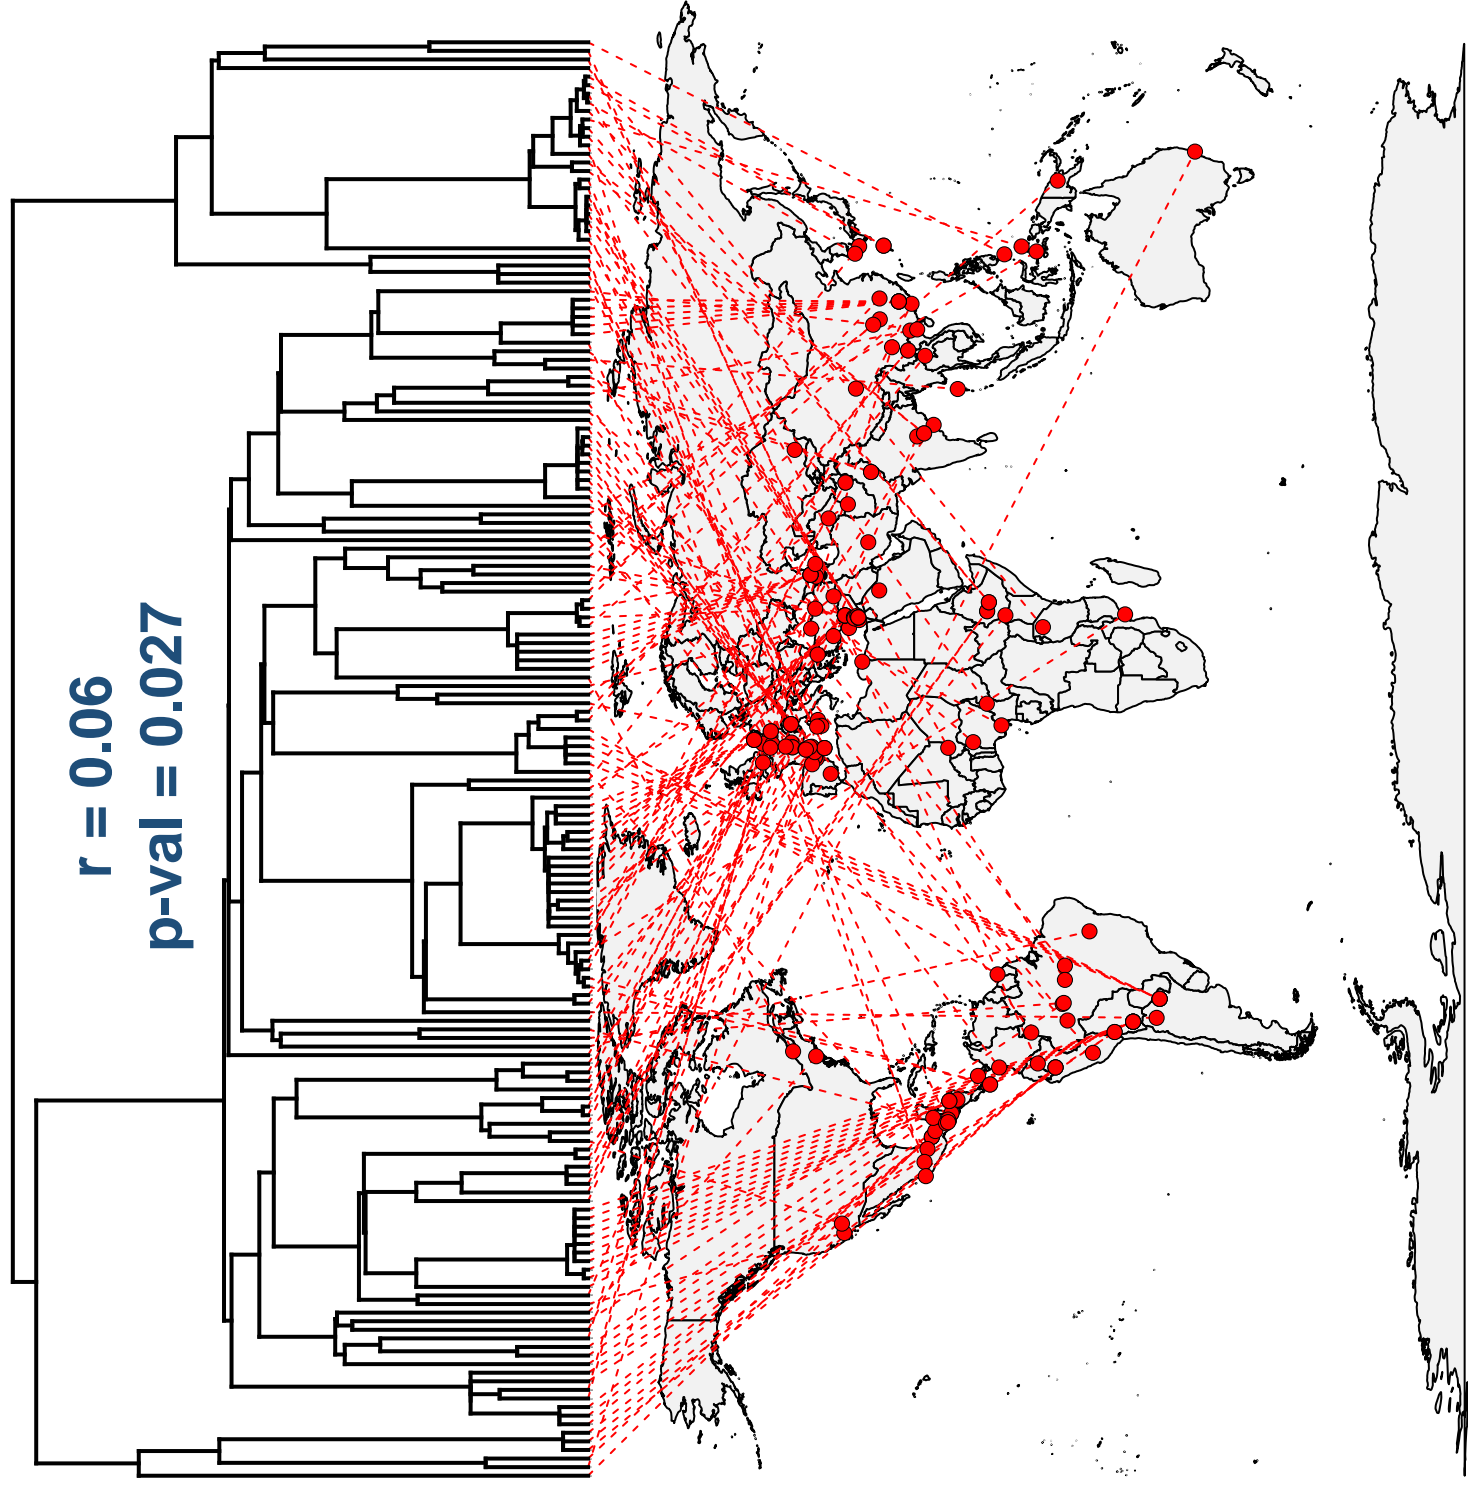 r = 0.06
p-val = 0.027